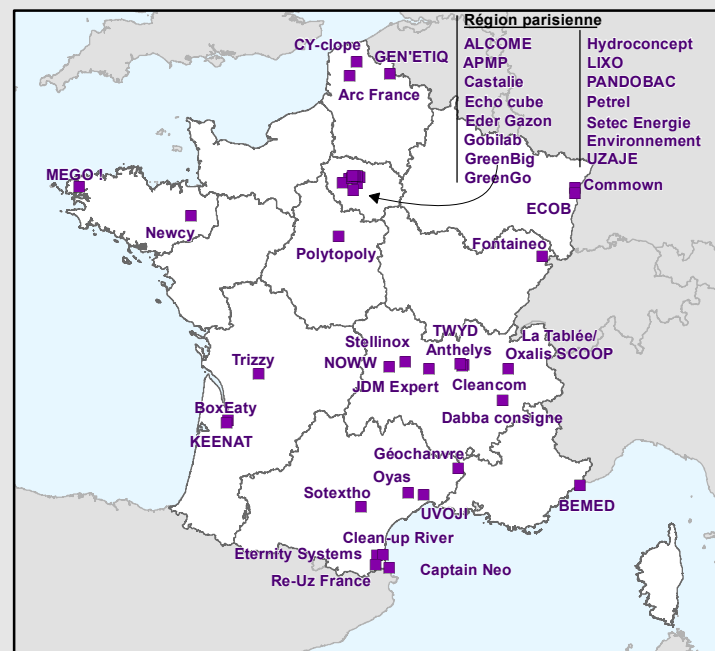 Région parisienne
ALCOME
APMP
Castalie
Echo cube
Eder Gazon
Gobilab
GreenBig
GreenGo
Hydroconcept
LIXO
PANDOBAC
Petrel
Setec Energie
Environnement
UZAJE
CY-clope
GEN'ETIQ
Arc France
MEGO !
Newcy
Polytopoly
Commown
ECOB
Fontaineo
TWYD
La Tablée/
Oxalis SCOOP
Stellinox
Anthelys
NOWW
Trizzy
JDM Expert
Cleancom
Dabba consigne
BoxEaty
KEENAT
Géochanvre
Oyas
Sotextho
UVOJI
BEMED
Clean-up River
Eternity Systems
Re-Uz France
Captain Neo